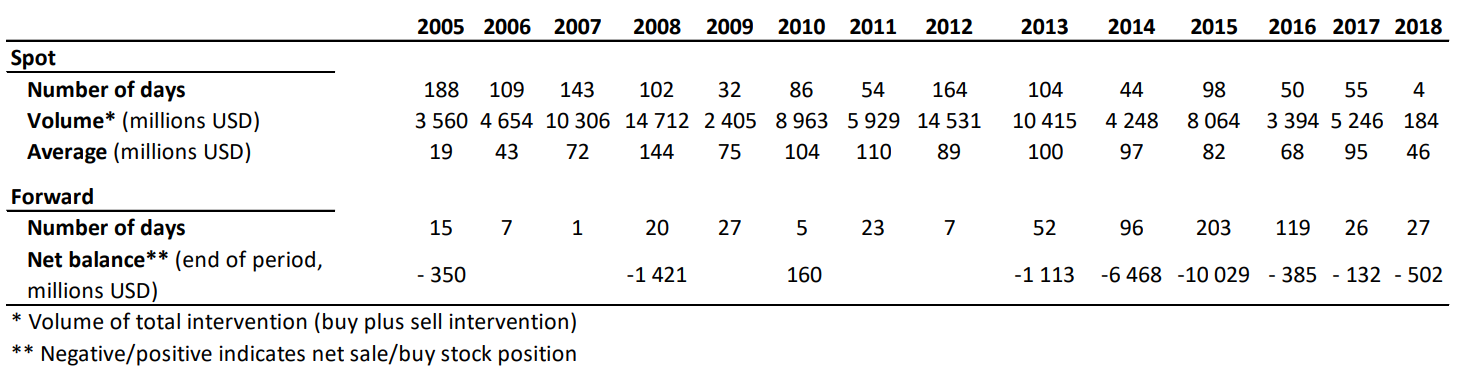 2005 2006 2007 2008 2009 2010 2011 2012 2013 2014 2015 2016 2017 2018
Spot
Number of days 188 109 143 102 32 86 54 164 104 44 98 50 55 4
Volume* (millions USD) 3 560 4 654 10 306 14 712 2 405 8 963 5 929 14 531 10 415 4 248 8 064 3 394 5 246 184
Average (millions USD) 19 43 72 144 75 104 110 89 100 97 82 68 95 46
Forward
Number of days 15 7 1 20 27 5 23 7 52 96 203 119 26 27
Net balance** (end of period,
millions USD) - 350 -1 421 160 -1 113 -6 468 -10 029 - 385 - 132 - 502
* Volume of total intervention (buy plus sell intervention)
** Negative/positive indicates net sale/buy stock position